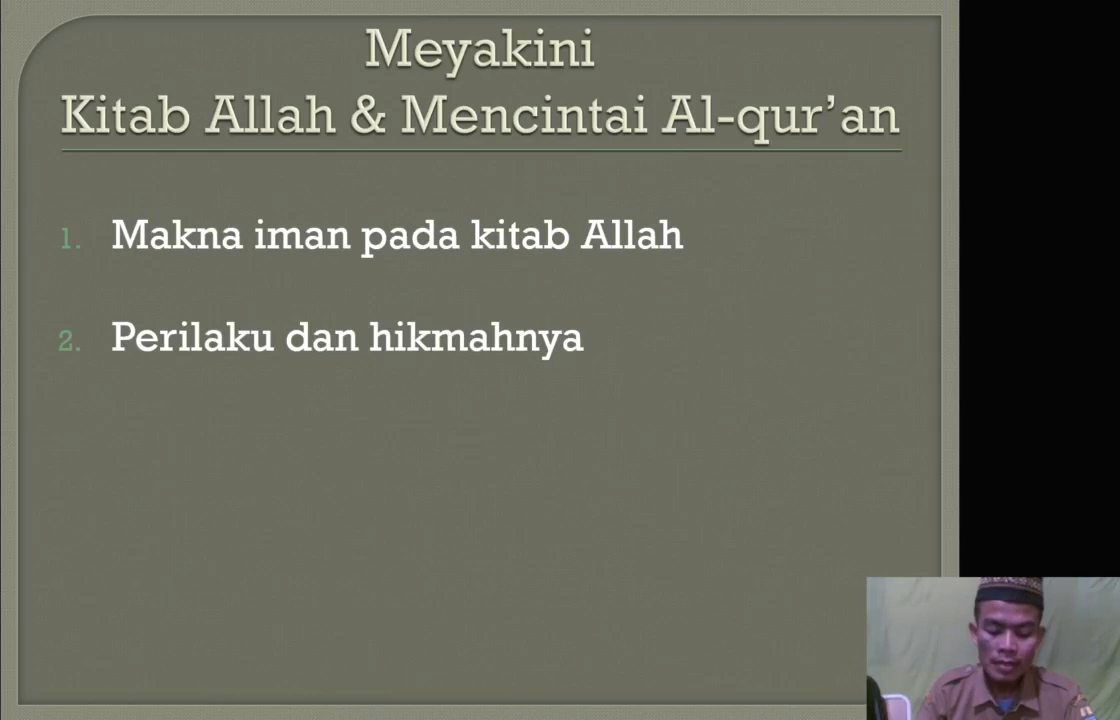 Meyakini
Kitab Allah & Mencintai Al-qur’an
1. Makna iman pada kitab Allah
2. Perilaku dan hikmahnya